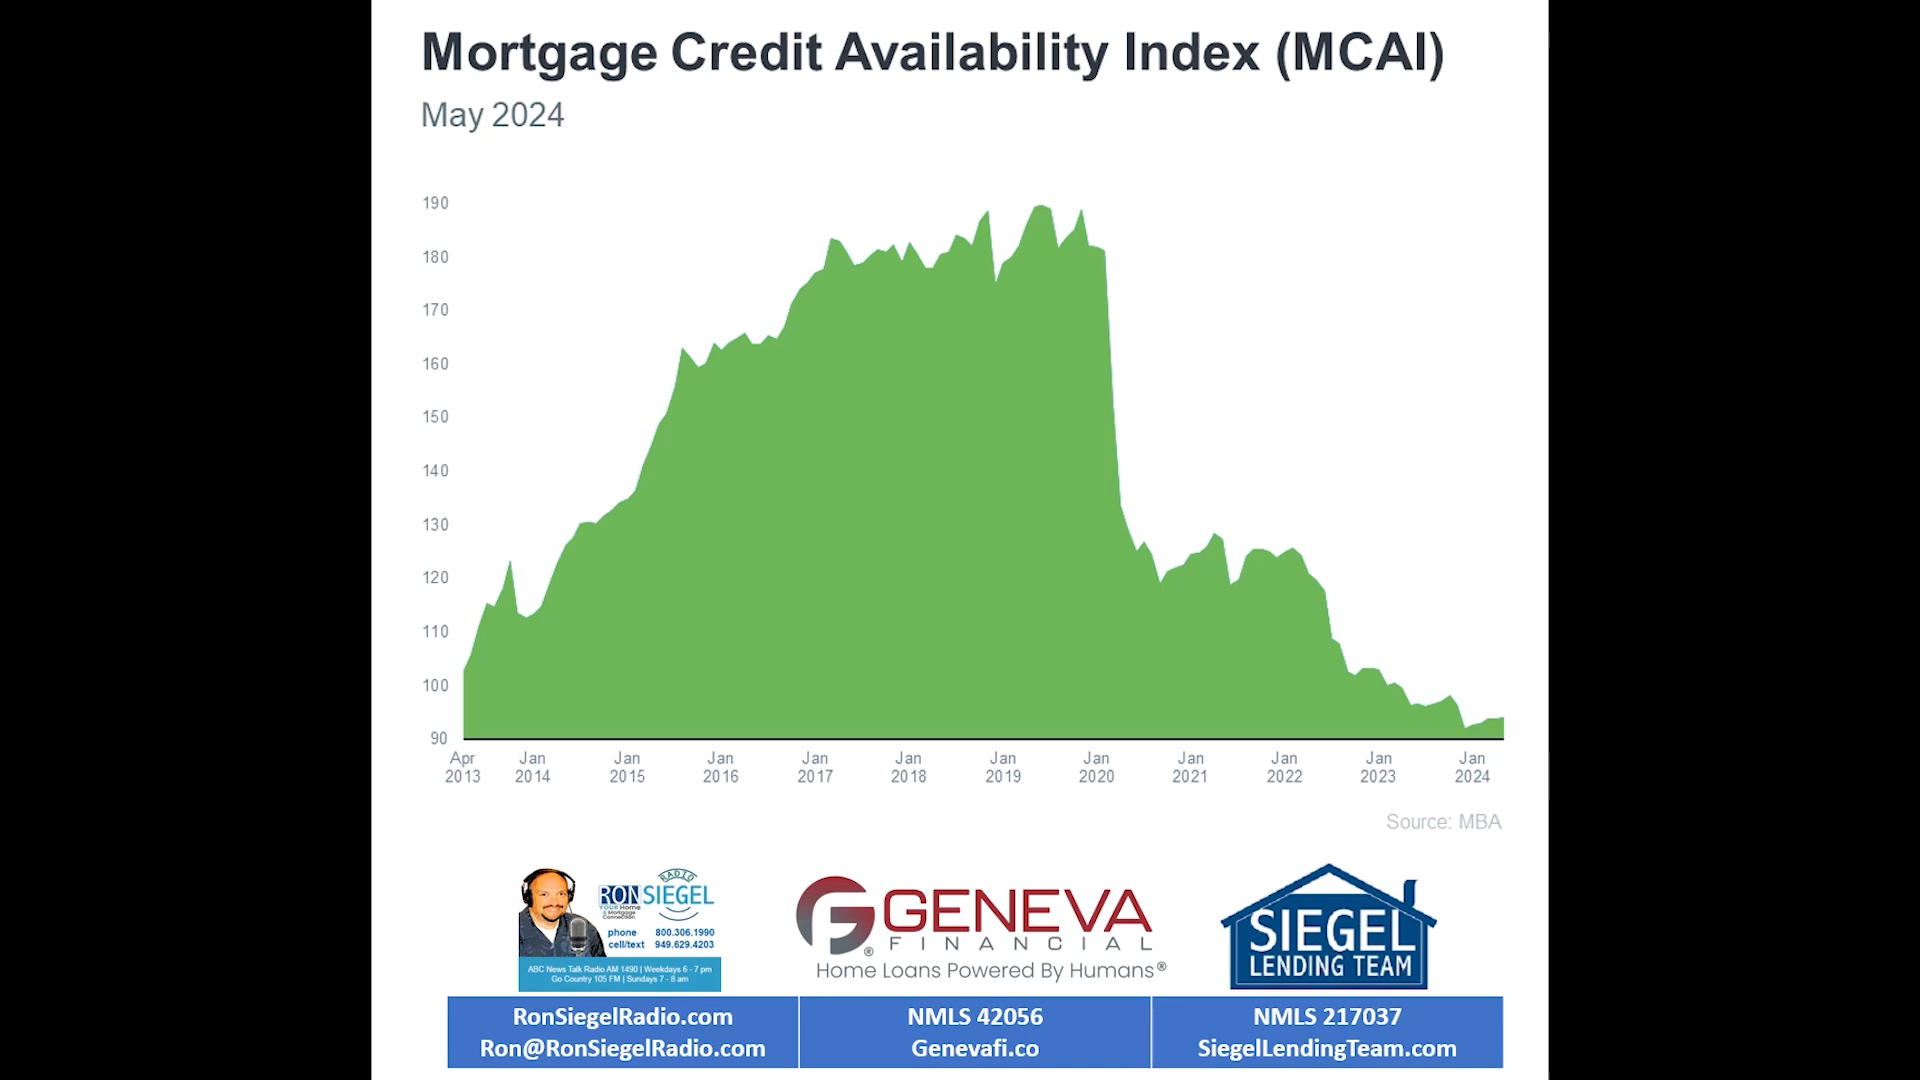 Mortgage Credit Availability Index (MCAI)
May 2024
190
180
170
160
150
140
130
120
110
100
90
Apr 2013
Jan 2014
Jan 2015
Jan 2016
Jan 2017
Jan 2018
Jan 2019
Jan 2020
Jan 2021
Jan 2022
Jan 2023
Jan 2024
Source: MBA
RADIO
RONSIEGEL
YOUR Home
& Mortgage
Connection
phone 800.306.1990
cell/text 949.629.4203
ABC News Talk Radio AM 1490 | Weekdays 6 - 7 pm
Go Country 105 FM | Sundays 7 - 8 am
GENEVA
FINANCIAL
Home Loans Powered By Humans®
SIEGEL
LENDING TEAM
RonSiegelRadio.com
Ron@RonSiegelRadio.com
NMLS 42056
Genevafi.co
NMLS 217037
SiegelLendingTeam.com